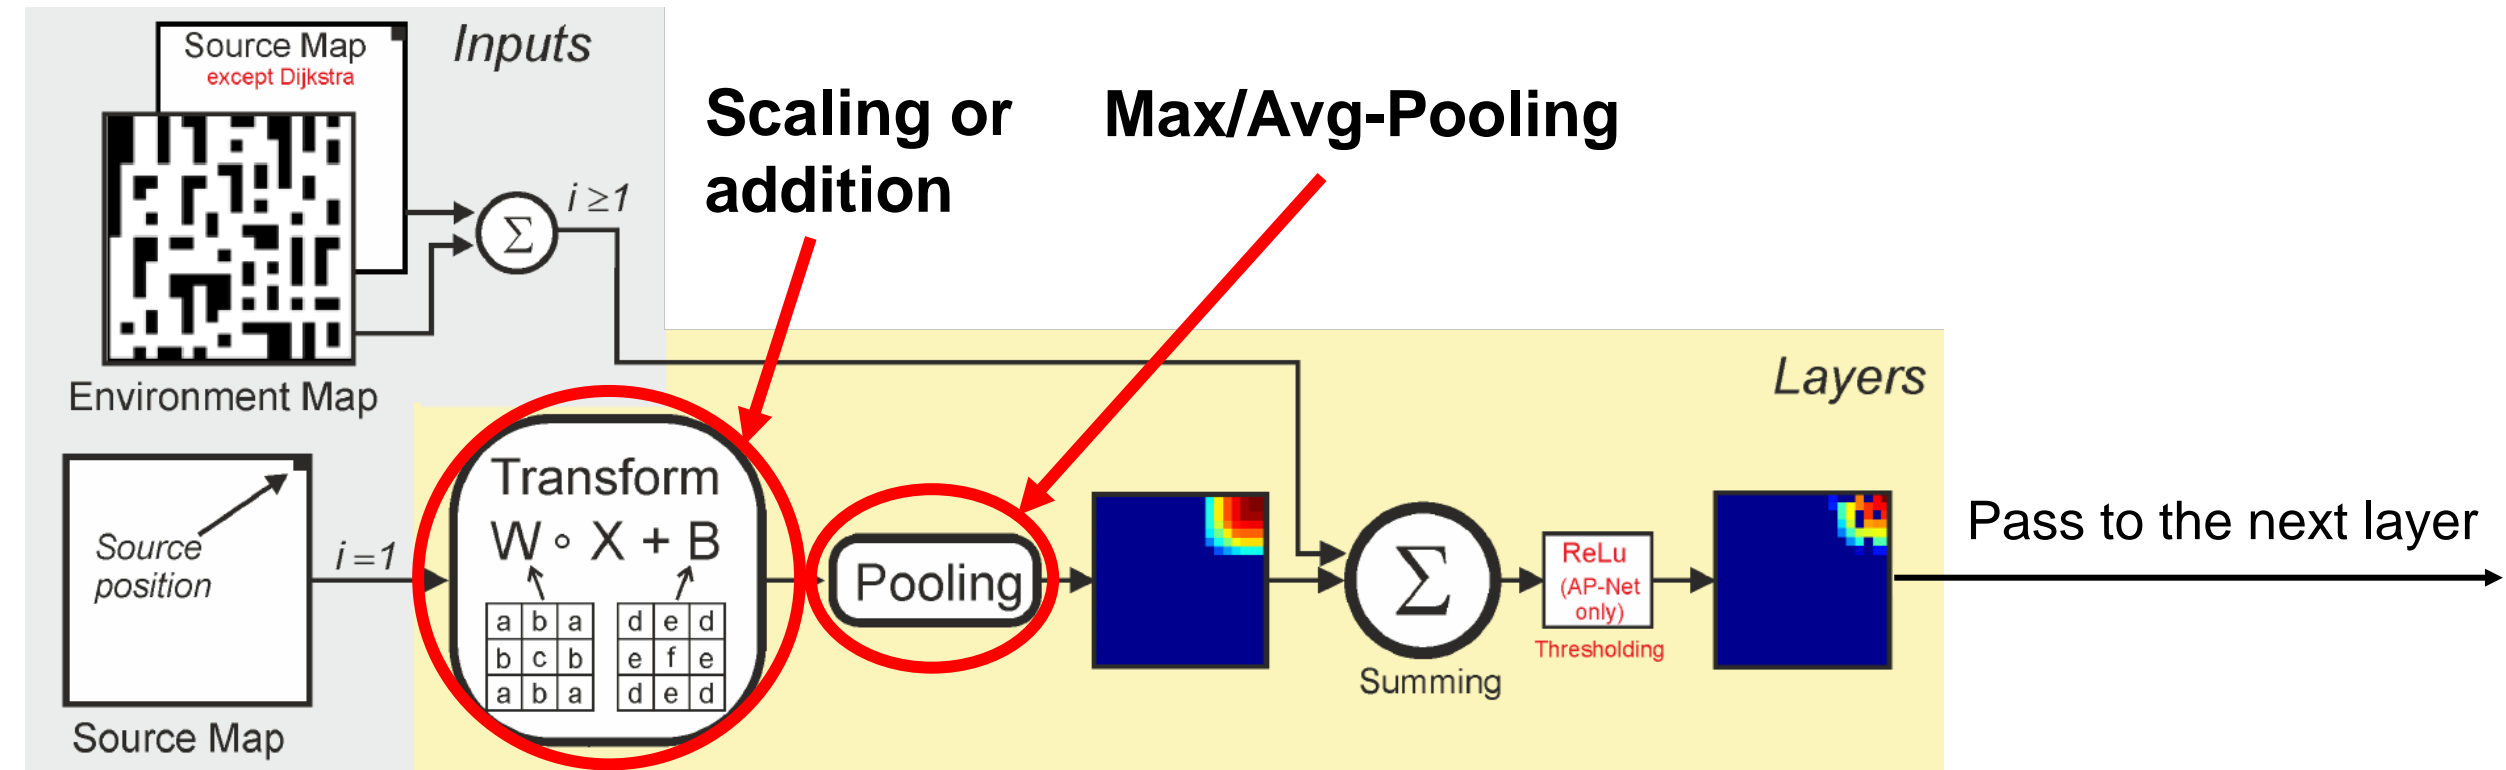 Source Map
except Dijkstra
Inputs
Scaling or
addition
Max/Avg-Pooling
Σ
i ≥1
Environment Map
Layers
Source
position
Source Map
i =1
Transform
W ∘ X + B
a b a
b c b
a b a
d e d
e f e
d e d
Pooling
Σ
Summing
ReLu
(AP-Net
only)
Thresholding
Pass to the next layer